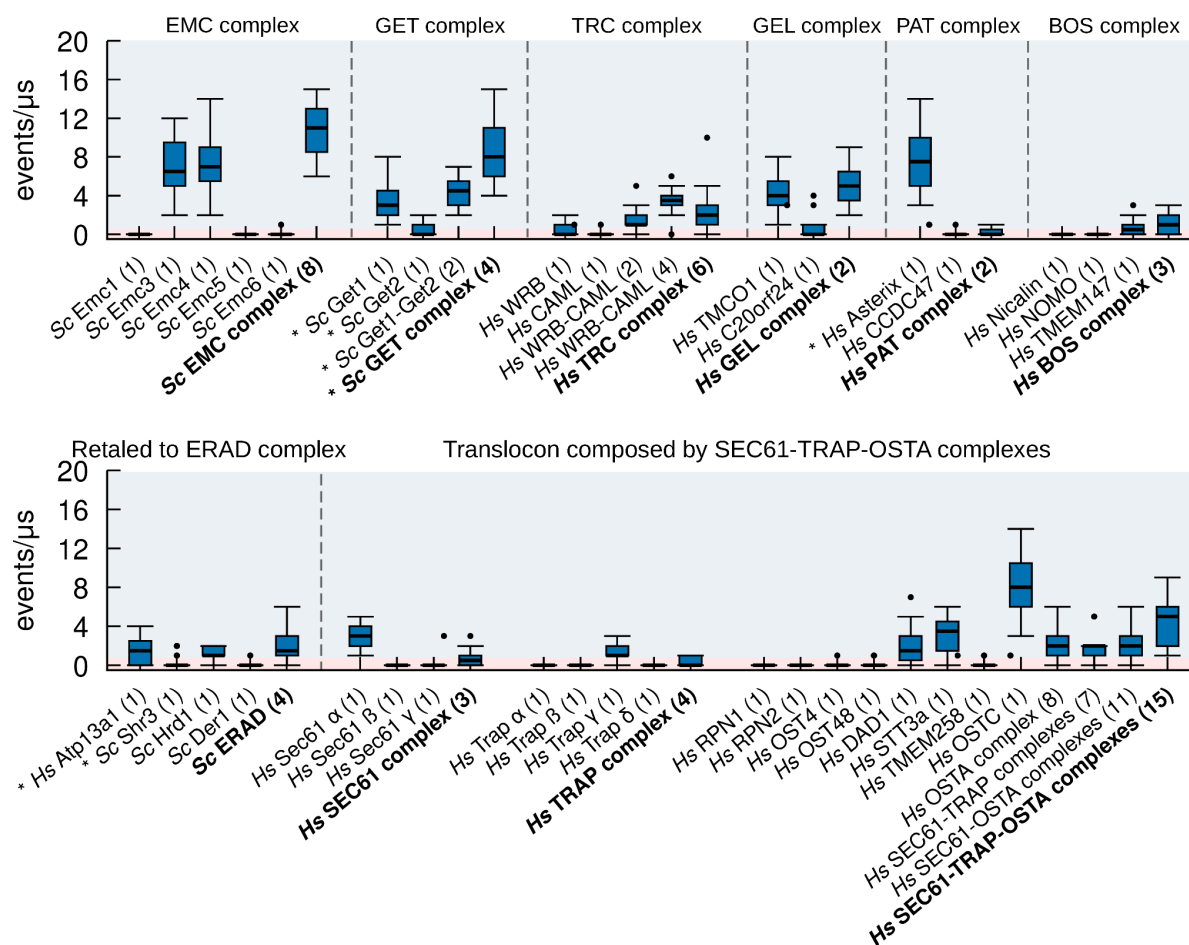 EMC complex GET complex TRC complex GEL complex PAT complex BOS complex
20
16
12
8
4
0
events/µs
Sc Emc1 (1)
Sc Emc3 (1)
Sc Emc4 (1)
Sc Emc5 (1)
Sc Emc6 (1)
Sc EMC complex (8)
* Sc Get1 (1)
* Sc Get2 (1)
* Sc Get1-Get2 (2)
* Sc GET complex (4)
Hs WRB (1)
Hs CAML (1)
Hs WRB-CAML (2)
Hs WRB-CAML (4)
Hs TRC complex (6)
Hs TMCO1 (1)
Hs C20orf24 (1)
Hs GEL complex (2)
* Hs Asterix (1)
Hs CCDC47 (1)
Hs PAT complex (2)
Hs Nicalin (1)
Hs NOMO (1)
Hs TMEM147 (1)
Hs BOS complex (3)
Retaled to ERAD complex Translocon composed by SEC61-TRAP-OSTA complexes
20
16
12
8
4
0
events/µs
* Hs Atp13a1 (1)
* Sc Shr3 (1)
Sc Hrd1 (1)
Sc Der1 (1)
Sc ERAD (4)
Hs Sec61 α (1)
Hs Sec61 β (1)
Hs Sec61 γ (1)
Hs SEC61 complex (3)
Hs Trap α (1)
Hs Trap β (1)
Hs Trap γ (1)
Hs Trap δ (1)
Hs TRAP complex (4)
Hs RPN1 (1)
Hs RPN2 (1)
Hs OST4 (1)
Hs OST48 (1)
Hs DAD1 (1)
Hs STT3a (1)
Hs TMEM258 (1)
Hs OSTC (1)
Hs OSTA complex (8)
Hs SEC61-TRAP complexes (7)
Hs SEC61-OSTA complexes (11)
Hs SEC61-TRAP-OSTA complexes (15)